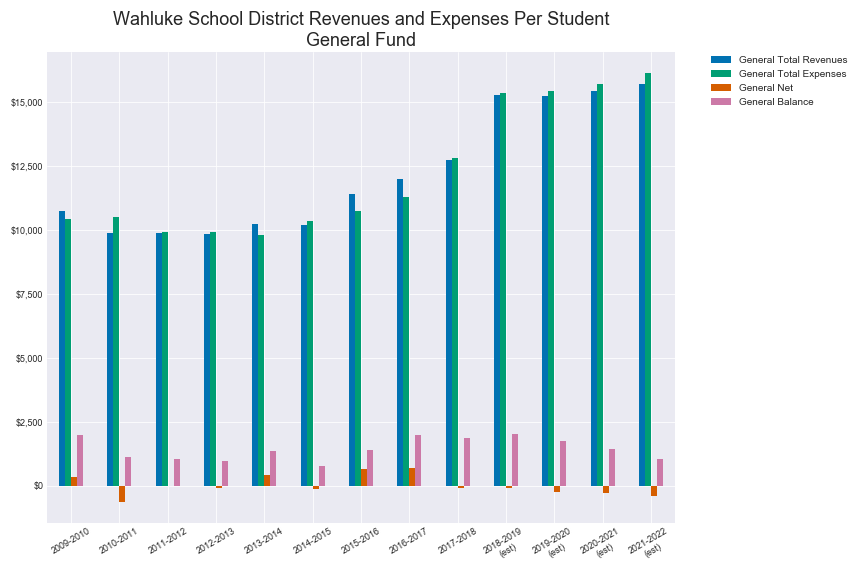 Wahluke School District Revenues and Expenses Per Student
General Fund
General Total Revenues
General Total Expenses
General Net
General Balance
$15,000
$12,500
$10,000
$7,500
$5,000
$2,500
$0
2009-2010
2010-2011
2011-2012
2012-2013
2013-2014
2014-2015
2015-2016
2016-2017
2017-2018
2018-2019
(est)
2019-2020
(est)
2020-2021
(est)
2021-2022
(est)